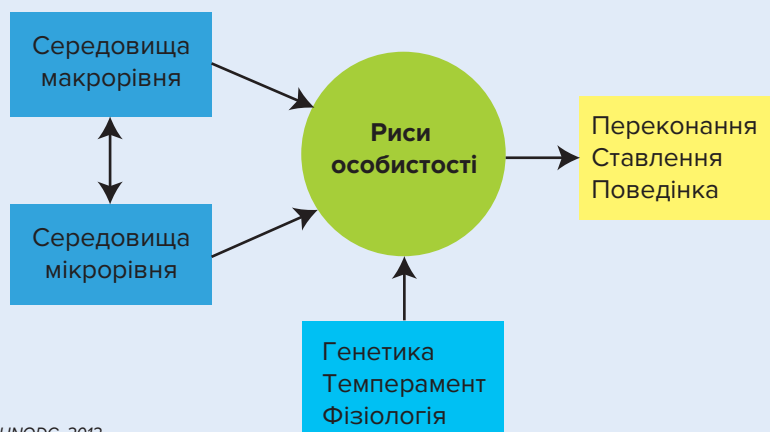 Середовища
макрорівня
Риси
особистості
Переконання
Ставлення
Поведінка
Середовища
мікрорівня
Генетика
Темперамент
Фізіологія